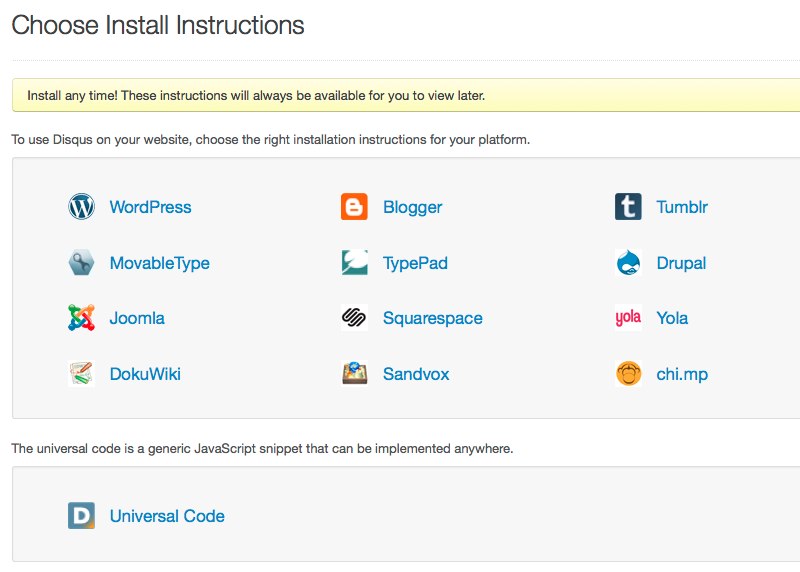 Choose Install Instructions
Install any time! These instructions will always be available for you to view later.
To use Disqus on your website, choose the right installation instructions for your platform.
WordPress
Blogger
Tumblr
MovableType
TypePad
Drupal
Joomla
Squarespace
yola Yola
DokuWiki
Sandvox
chi.mp
The universal code is a generic JavaScript snippet that can be implemented anywhere.
D Universal Code